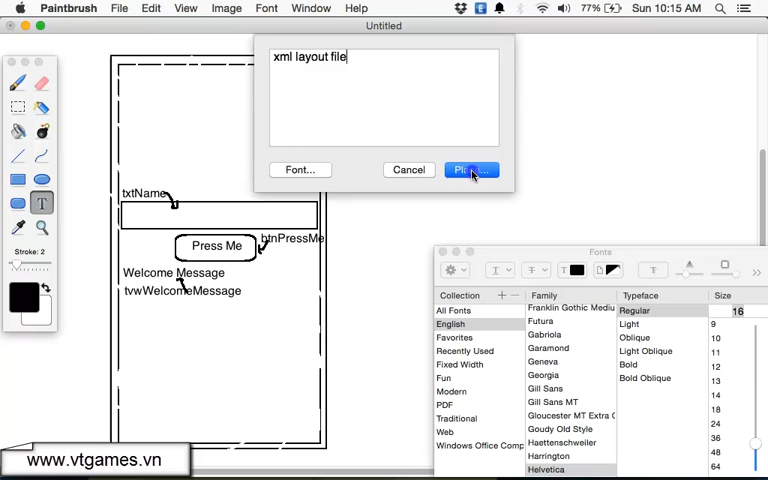 Paintbrush File Edit View Image Font Window Help
77% Sun 10:15 AM
Untitled
xml layout file
Font... Cancel
txtName
Press Me
btnPressMe
Welcome Message
tvwWelcomeMessage
T
Stroke: 2
Fonts
T T T T
Collection Family Typeface Size
All Fonts
English
Favorites
Recently Used
Fixed Width
Fun
Modern
PDF
Traditional
Web
Windows Office Comp
Franklin Gothic Mediu
Futura
Gabriola
Garamond
Geneva
Georgia
Gill Sans
Gill Sans MT
Gloucester MT Extra C
Goudy Old Style
Haettenschweiler
Harrington
Helvetica
Regular
Light
Oblique
Light Oblique
Bold
Bold Oblique
16
9
10
11
12
13
14
18
24
36
48
64
www.vtgames.vn